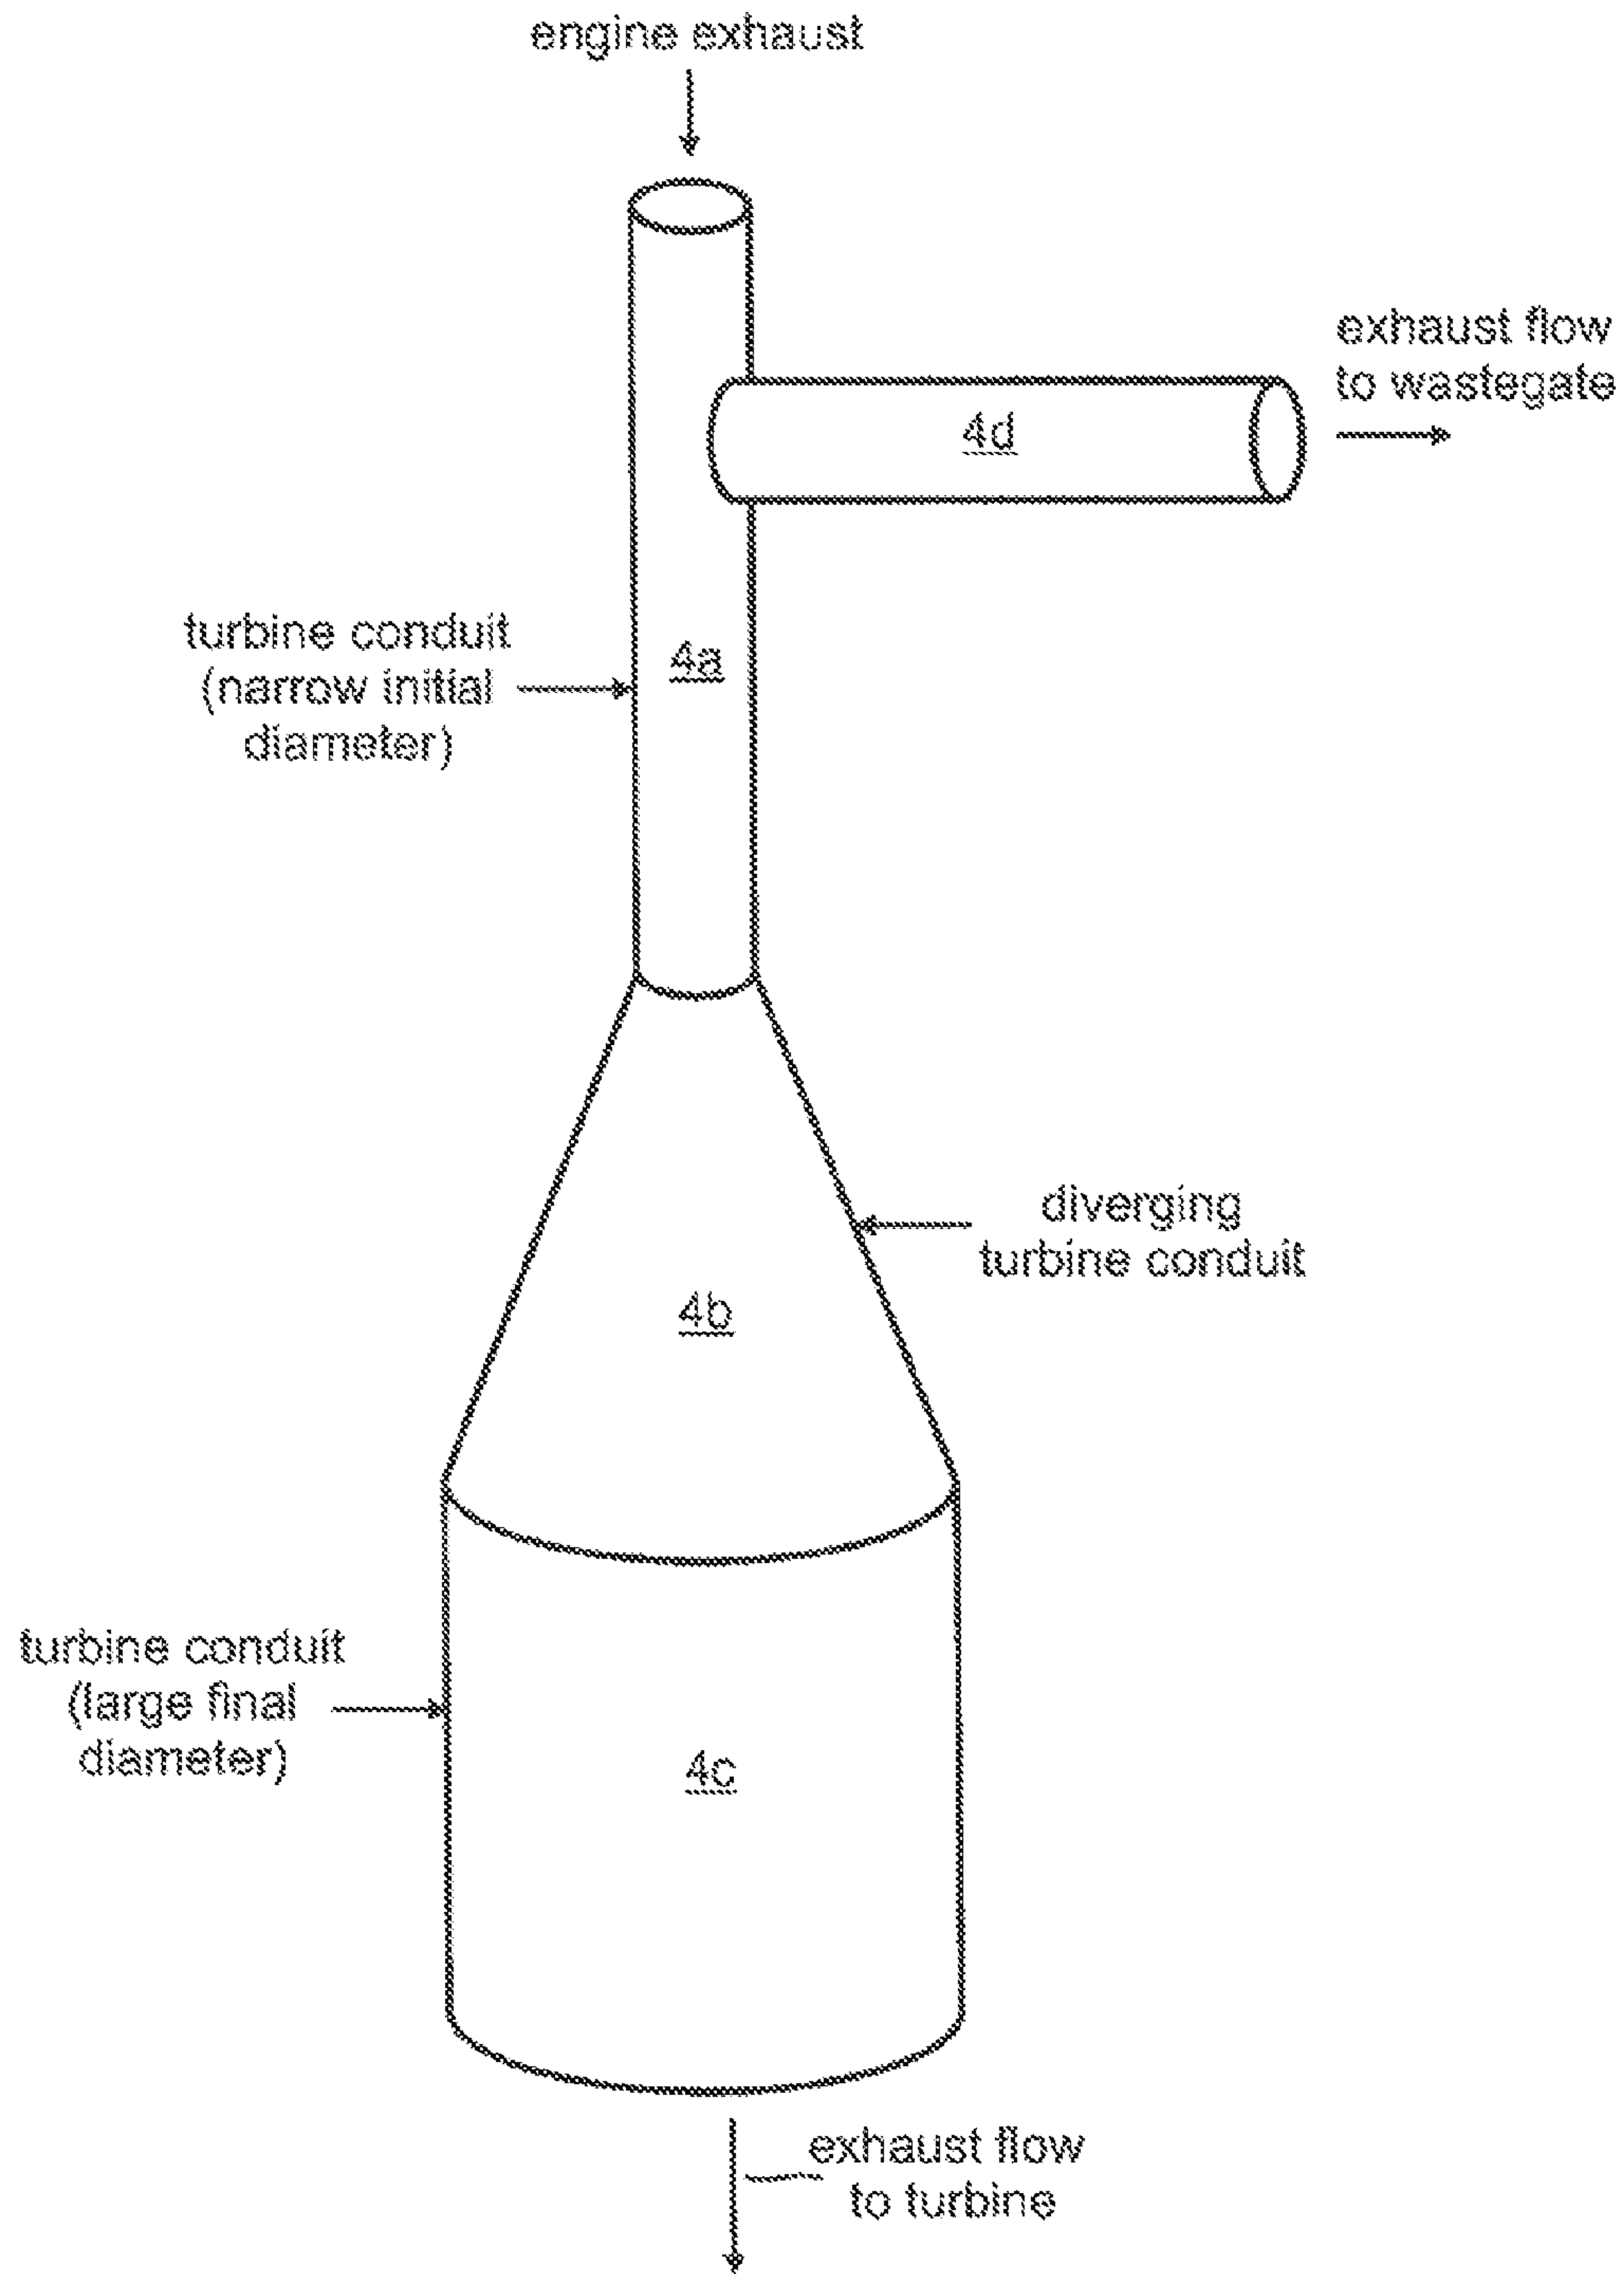 engine exhaust
exhaust flow
to wastegate
4d
turbine conduit
(narrow initial
diameter)
4a
diverging
turbine conduit
4b
turbine conduit
(large final
diameter)
4c
exhaust flow
to turbine